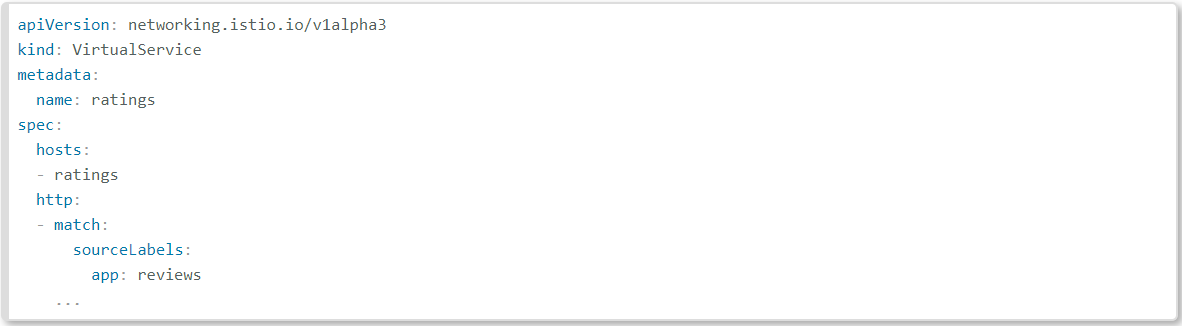 apiVersion: networking.istio.io/v1alpha3
kind: VirtualService
metadata:
  name: ratings
spec:
  hosts:
  - ratings
  http:
  - match:
      sourceLabels:
        app: reviews
    ...